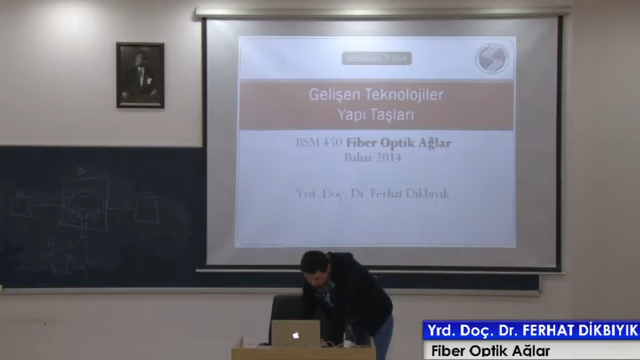 Windows 7 x64
Gelişen Teknolojiler
Yapı Taşları
BSM 450 Fiber Optik Ağlar
Bahar 2014
Yrd. Doç. Dr. Ferhat Dikbıyık
Yrd. Doç. Dr. FERHAT DİKBIYIK
Fiber Optik Ağlar